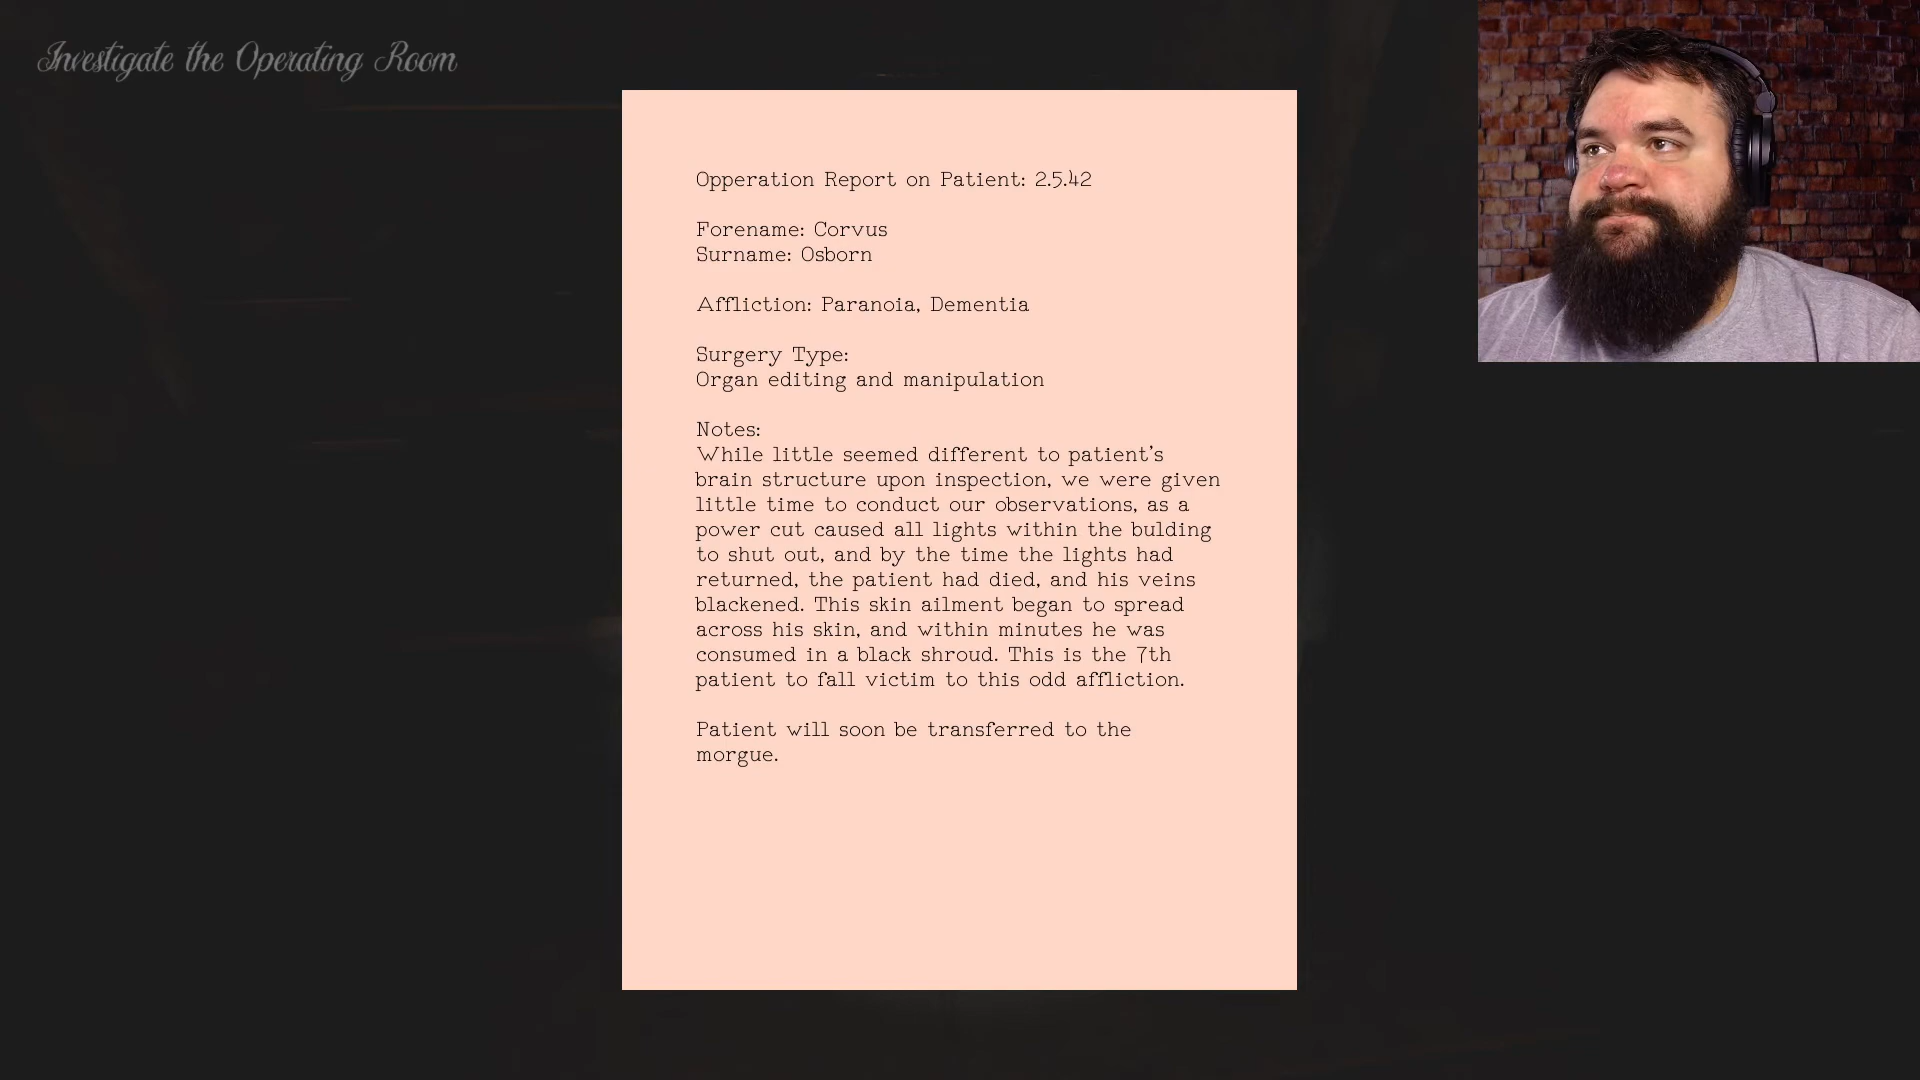 Investigate the Operating Room
Opperation Report on Patient: 2.5.42
Forename: Corvus
Surname: Osborn
Affliction: Paranoia, Dementia
Surgery Type:
Organ editing and manipulation
Notes:
While little seemed different to patient's
brain structure upon inspection, we were given
little time to conduct our observations, as a
power cut caused all lights within the bulding
to shut out, and by the time the lights had
returned, the patient had died, and his veins
blackened. This skin ailment began to spread
across his skin, and within minutes he was
consumed in a black shroud. This is the 7th
patient to fall victim to this odd affliction.
Patient will soon be transferred to the
morgue.